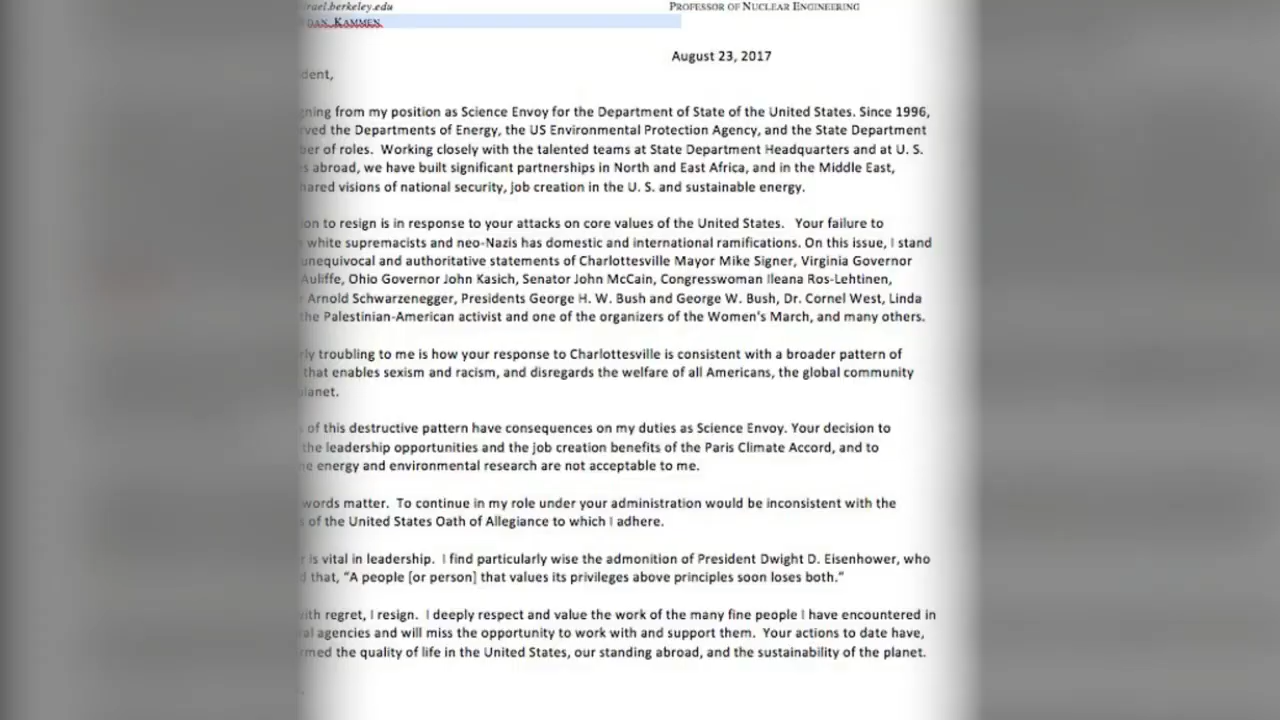 rael.berkeley.edu
PROFESSOR OF NUCLEAR ENGINEERING
DAN KAMMEN
August 23, 2017
dent,
ning from my position as Science Envoy for the Department of State of the United States. Since 1996,
ved the Departments of Energy, the US Environmental Protection Agency, and the State Department
ber of roles. Working closely with the talented teams at State Department Headquarters and at U. S.
s abroad, we have built significant partnerships in North and East Africa, and in the Middle East,
hared visions of national security, job creation in the U. S. and sustainable energy.
ion to resign is in response to your attacks on core values of the United States. Your failure to
white supremacists and neo-Nazis has domestic and international ramifications. On this issue, I stand
unequivocal and authoritative statements of Charlottesville Mayor Mike Signer, Virginia Governor
Auliffe, Ohio Governor John Kasich, Senator John McCain, Congresswoman Ileana Ros-Lehtinen,
r Arnold Schwarzenegger, Presidents George H. W. Bush and George W. Bush, Dr. Cornel West, Linda
the Palestinian-American activist and one of the organizers of the Women's March, and many others.
rly troubling to me is how your response to Charlottesville is consistent with a broader pattern of
that enables sexism and racism, and disregards the welfare of all Americans, the global community
planet.
s of this destructive pattern have consequences on my duties as Science Envoy. Your decision to
the leadership opportunities and the job creation benefits of the Paris Climate Accord, and to
e energy and environmental research are not acceptable to me.
words matter. To continue in my role under your administration would be inconsistent with the
s of the United States Oath of Allegiance to which I adhere.
r is vital in leadership. I find particularly wise the admonition of President Dwight D. Eisenhower, who
d that, “A people [or person] that values its privileges above principles soon loses both.”
ith regret, I resign. I deeply respect and value the work of the many fine people I have encountered in
al agencies and will miss the opportunity to work with and support them. Your actions to date have,
rmed the quality of life in the United States, our standing abroad, and the sustainability of the planet.